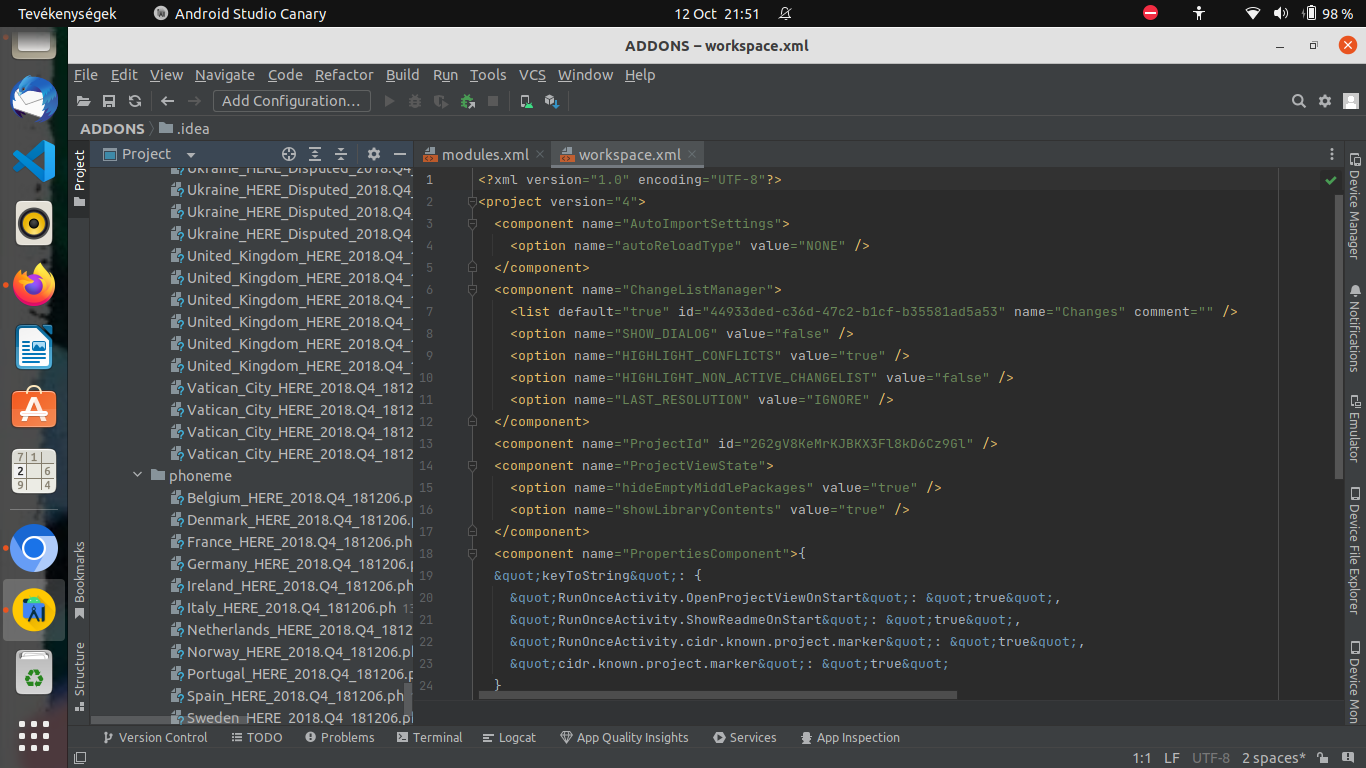 Tevékenységek
Android Studio Canary
12 Oct 21:51
98 %
ADDONS – workspace.xml
File Edit View Navigate Code Refactor Build Run Tools VCS Window Help
Add Configuration...
ADDONS
.idea
Project
Project
Ukraine_HERE_Disputed_2018.Q4_
Ukraine_HERE_Disputed_2018.Q4_
Ukraine_HERE_Disputed_2018.Q4_
Ukraine_HERE_Disputed_2018.Q4_
United_Kingdom_HERE_2018.Q4_1
United_Kingdom_HERE_2018.Q4_1
United_Kingdom_HERE_2018.Q4_1
United_Kingdom_HERE_2018.Q4_1
United_Kingdom_HERE_2018.Q4_1
United_Kingdom_HERE_2018.Q4_1
Vatican_City_HERE_2018.Q4_1812
Vatican_City_HERE_2018.Q4_1812
Vatican_City_HERE_2018.Q4_1812
Vatican_City_HERE_2018.Q4_1812
phoneme
Belgium_HERE_2018.Q4_181206.p
Denmark_HERE_2018.Q4_181206.
France_HERE_2018.Q4_181206.ph
Germany_HERE_2018.Q4_181206.
Ireland_HERE_2018.Q4_181206.ph
Italy_HERE_2018.Q4_181206.ph 13
Netherlands_HERE_2018.Q4_1812
Norway_HERE_2018.Q4_181206.pl
Portugal_HERE_2018.Q4_181206.p
Spain_HERE_2018.Q4_181206.ph
Sweden_HERE_2018.Q4_181206.pl
Bookmarks
Structure
modules.xml
workspace.xml
1 <?xml version="1.0" encoding="UTF-8"?>
2 <project version="4">
3 <component name="AutoImportSettings">
4 <option name="autoReloadType" value="NONE" />
5 </component>
6 <component name="ChangeListManager">
7 <list default="true" id="44933ded-c36d-47c2-b1cf-b35581ad5a53" name="Changes" comment="" />
8 <option name="SHOW_DIALOG" value="false" />
9 <option name="HIGHLIGHT_CONFLICTS" value="true" />
10 <option name="HIGHLIGHT_NON_ACTIVE_CHANGELIST" value="false" />
11 <option name="LAST_RESOLUTION" value="IGNORE" />
12 </component>
13 <component name="ProjectId" id="2G2gV8KeMrKJBKX3Fl8kD6Cz9Gl" />
14 <component name="ProjectViewState">
15 <option name="hideEmptyMiddlePackages" value="true" />
16 <option name="showLibraryContents" value="true" />
17 </component>
18 <component name="PropertiesComponent">{
19 &quot;keyToString&quot;: {
20 &quot;RunOnceActivity.OpenProjectViewOnStart&quot;: &quot;true&quot;,
21 &quot;RunOnceActivity.ShowReadmeOnStart&quot;: &quot;true&quot;,
22 &quot;RunOnceActivity.cidr.known.project.marker&quot;: &quot;true&quot;,
23 &quot;cidr.known.project.marker&quot;: &quot;true&quot;
24 }
Device Manager
Notifications
Emulator
Device File Explorer
Device Mon
7 1
2 6
9 4
Version Control
TODO
Problems
Terminal
Logcat
App Quality Insights
Services
App Inspection
1:1 LF UTF-8 2 spaces*